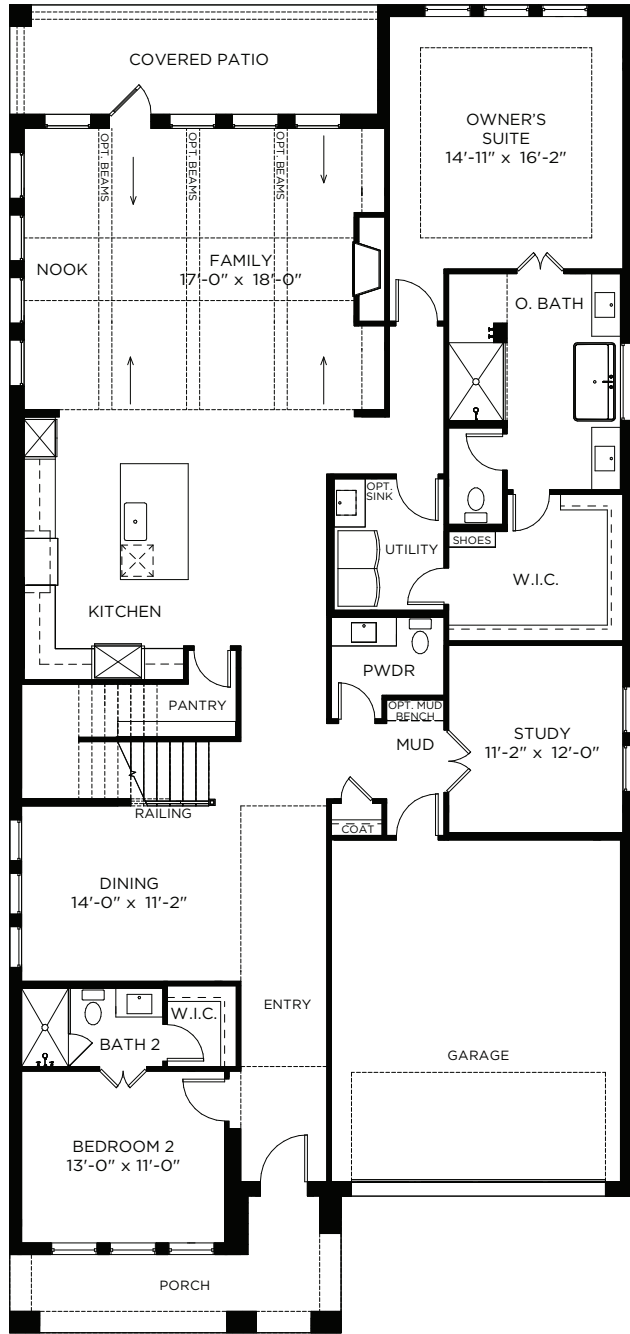 COVERED PATIO
OWNER'S
SUITE
14'-11" x 16'-2"
OPT. BEAMS
OPT. BEAMS
OPT. BEAMS
NOOK
FAMILY
17'-0" x 18'-0"
O. BATH
OPT.
SINK
UTILITY
SHOES
W.I.C.
KITCHEN
PWDR
PANTRY
OPT. MUD
BENCH
MUD
STUDY
11'-2" x 12'-0"
RAILING
COAT
DINING
14'-0" x 11'-2"
ENTRY
W.I.C.
BATH 2
GARAGE
BEDROOM 2
13'-0" x 11'-0"
PORCH